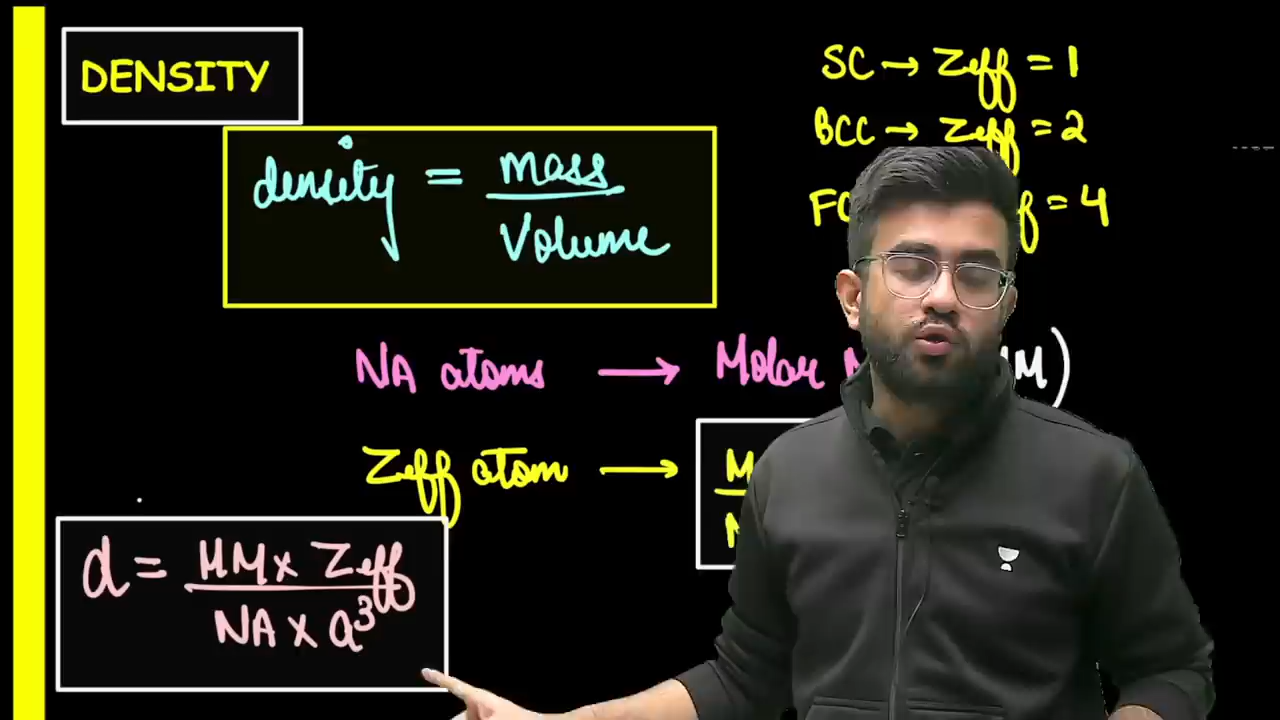 DENSITY
density = mass / Volume
SC → Zeff = 1
BCC → Zeff = 2
= 4
NA atoms → Molar
Zeff atom →
d = MM x Zeff / NA x a³